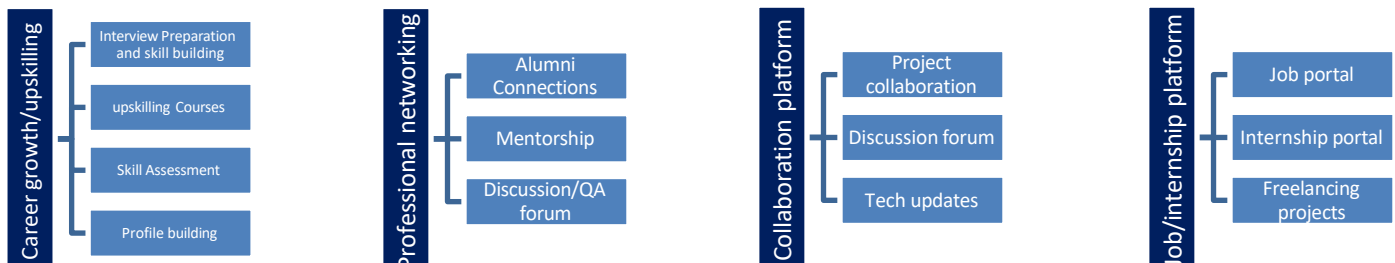 Career growth/upskilling
Interview Preparation
and skill building
upskilling Courses
Skill Assessment
Profile building
Professional networking
Alumni
Connections
Mentorship
Discussion/QA
forum
Collaboration platform
Project
collaboration
Discussion forum
Tech updates
Job/internship platform
Job portal
Internship portal
Freelancing
projects